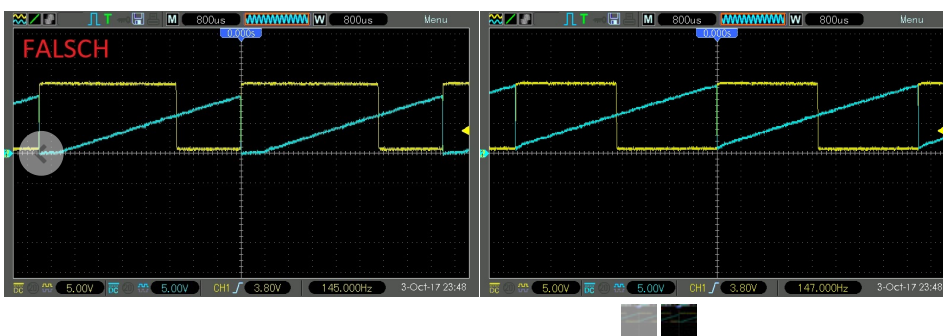 M 800us W 800us Menu
0.000s
FALSCH
DC 5.00V DC 5.00V CH1 3.80V 145.000Hz 3-Oct-17 23:48
M 800us W 800us Menu
0.000s
DC 5.00V DC 5.00V CH1 3.80V 147.000Hz 3-Oct-17 23:48